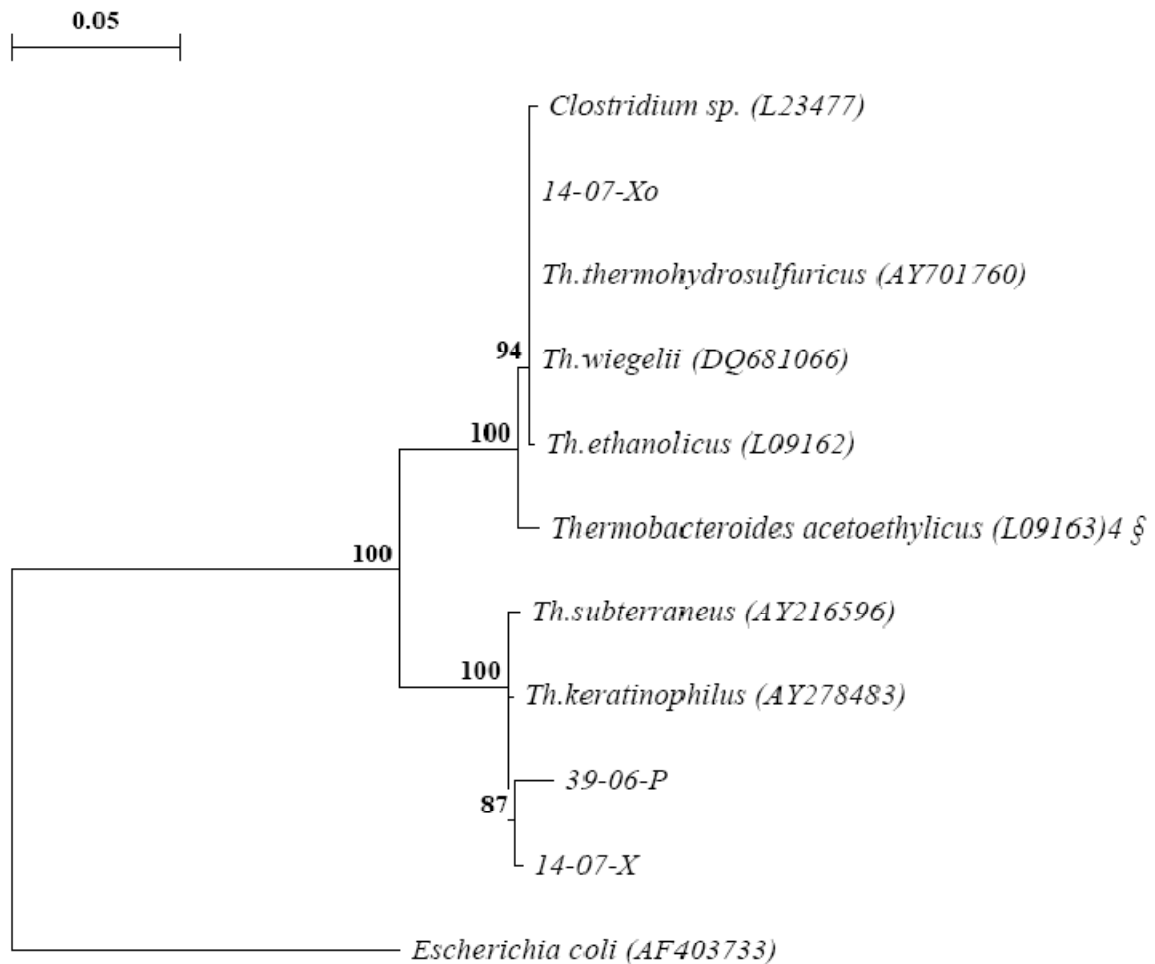 0.05
Clostridium sp. (L23477)
14-07-Xo
Th.thermohydrosulfuricus (AY701760)
94
Th.wiegelii (DQ681066)
100
Th.ethanolicus (L09162)
Thermobacteroides acetoethylicus (L09163)4 §
100
Th.subterraneus (AY216596)
100
Th.keratinophilus (AY278483)
39-06-P
87
14-07-X
Escherichia coli (AF403733)